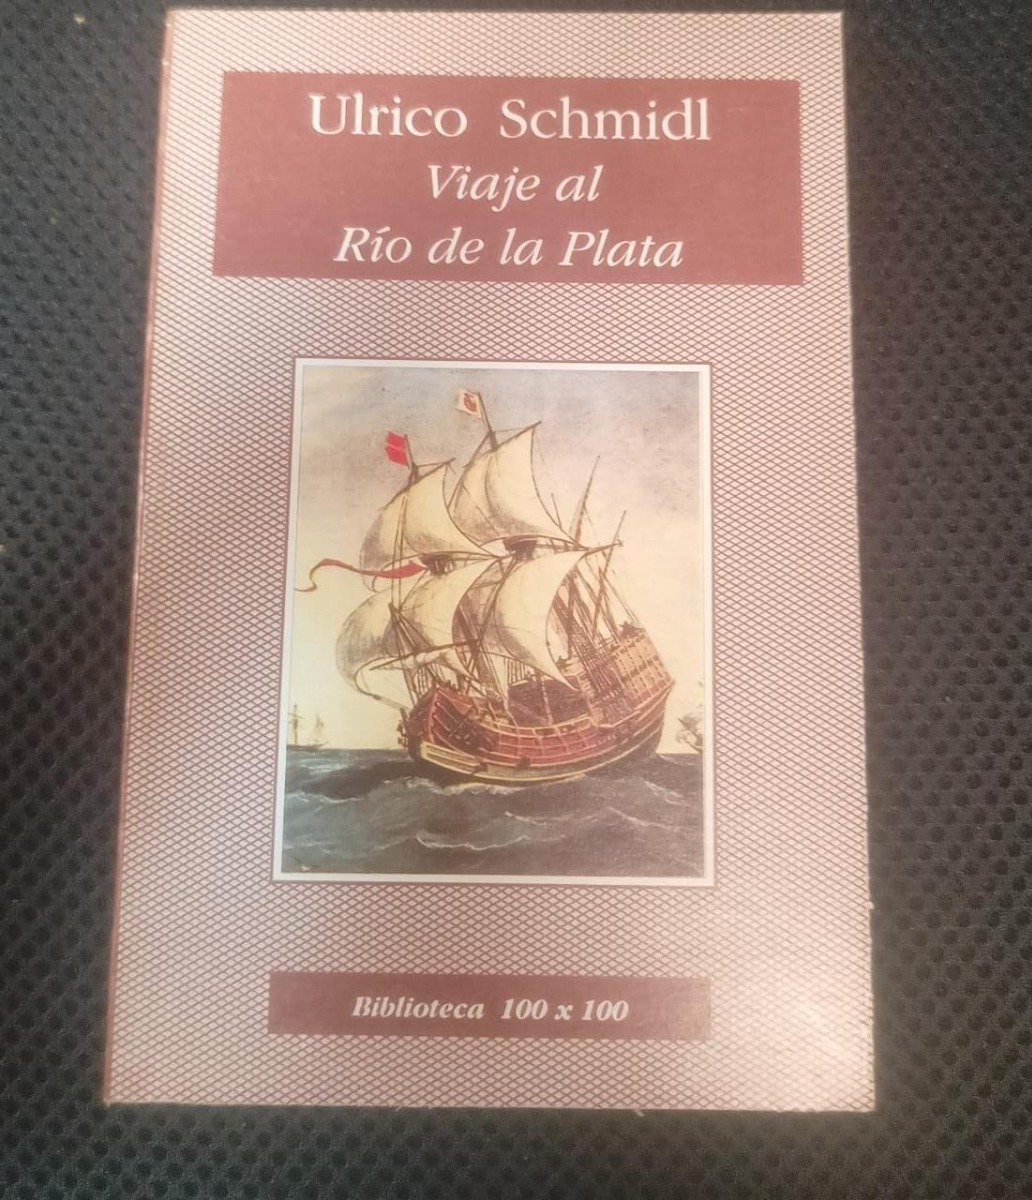 Ulrico Schmidl
Viaje al
Río de la Plata
Biblioteca 100 x 100